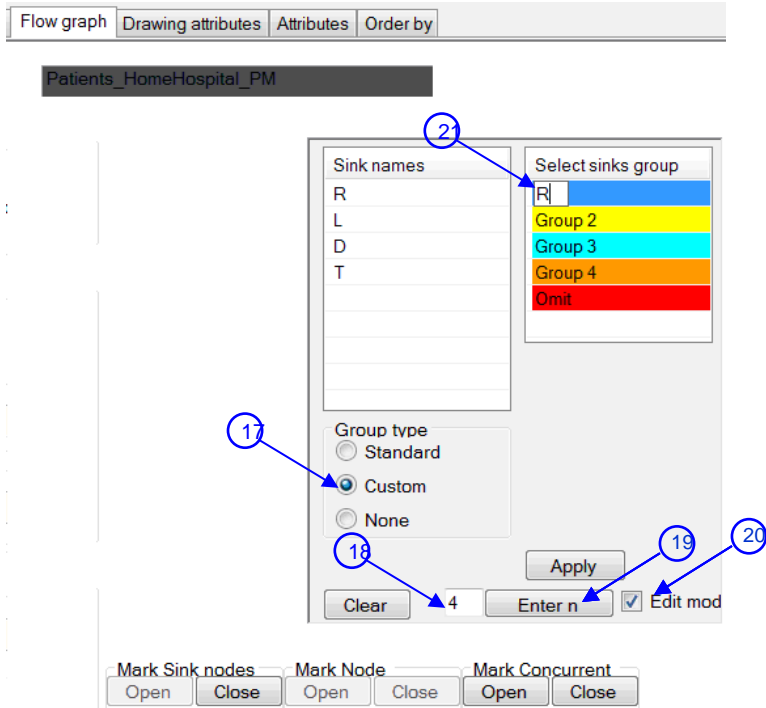 Flow graph Drawing attributes Attributes Order by
Patients_HomeHospital_PM
21
Sink names Select sinks group
R R
L Group 2
D Group 3
T Group 4
Omit
17
Group type
Standard
Custom
None
18 19 20
Apply
Clear 4 Enter n Edit mod
Mark Sink nodes Mark Node Mark Concurrent
Open Close Open Close Open Close